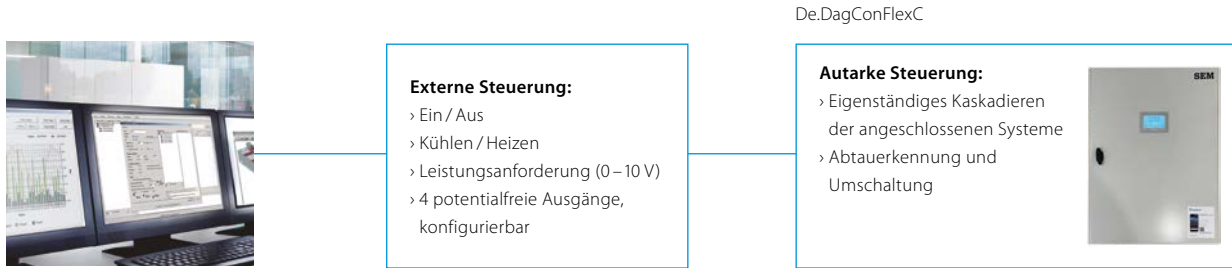 De.DagConFlexC
Externe Steuerung:
› Ein / Aus
› Kühlen / Heizen
› Leistungsanforderung (0 – 10 V)
› 4 potentialfreie Ausgänge,
konfigurierbar
Autarke Steuerung:
› Eigenständiges Kaskadieren
der angeschlossenen Systeme
› Abtauerkennung und
Umschaltung
SEM